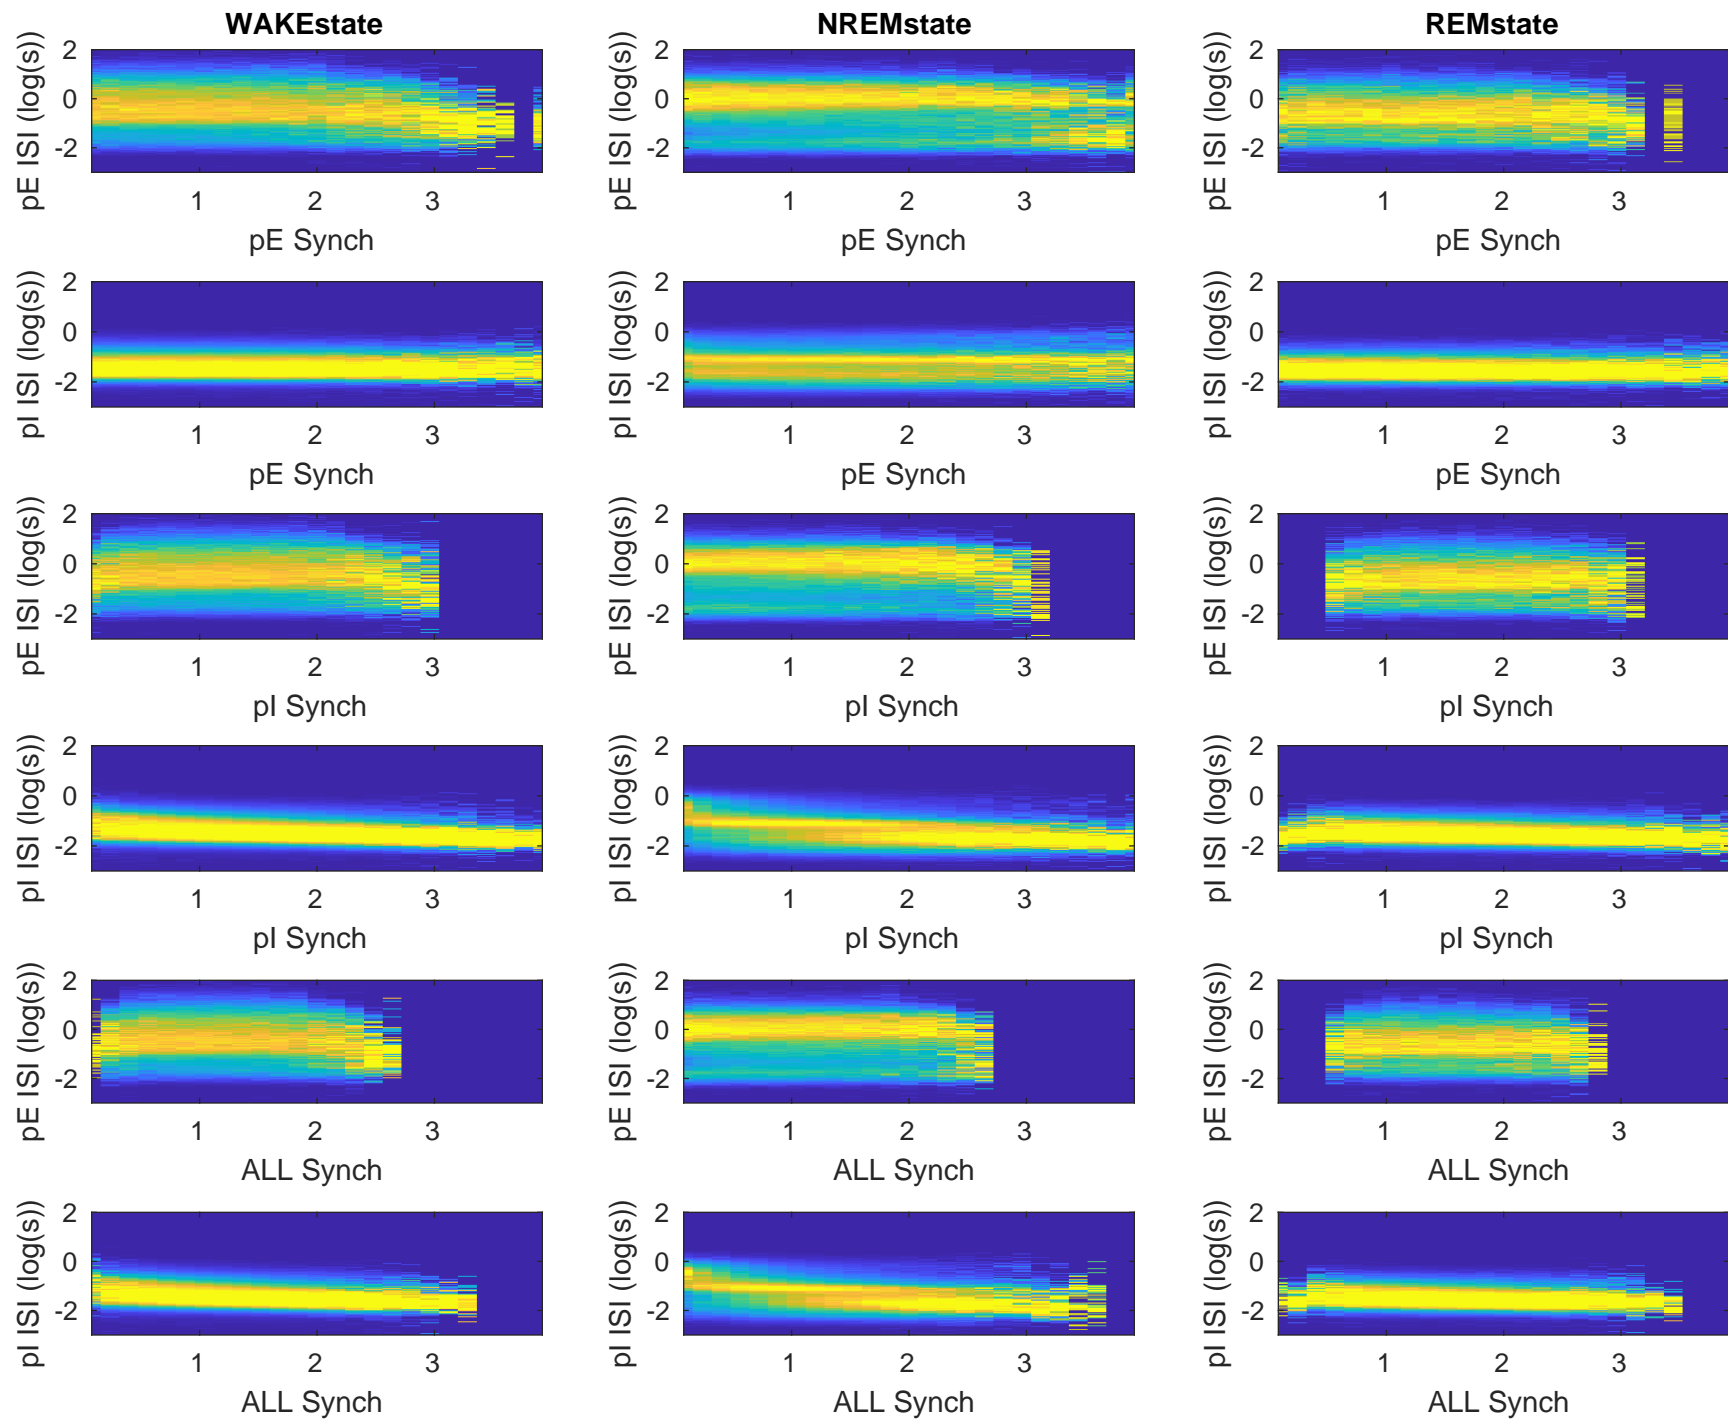 WAKEstate NREMstate REMstate
2 2 2
pE ISI (log(s)) pE ISI (log(s)) pE ISI (log(s))
0 0 0
-2 -2 -2
1 2 3 1 2 3 1 2 3
pE Synch pE Synch pE Synch
2 2 2
pI ISI (log(s)) pI ISI (log(s)) pI ISI (log(s))
0 0 0
-2 -2 -2
1 2 3 1 2 3 1 2 3
pE Synch pE Synch pE Synch
2 2 2
pE ISI (log(s)) pE ISI (log(s)) pE ISI (log(s))
0 0 0
-2 -2 -2
1 2 3 1 2 3 1 2 3
pI Synch pI Synch pI Synch
2 2 2
pI ISI (log(s)) pI ISI (log(s)) pI ISI (log(s))
0 0 0
-2 -2 -2
1 2 3 1 2 3 1 2 3
pI Synch pI Synch pI Synch
2 2 2
pE ISI (log(s)) pE ISI (log(s)) pE ISI (log(s))
0 0 0
-2 -2 -2
1 2 3 1 2 3 1 2 3
ALL Synch ALL Synch ALL Synch
2 2 2
pI ISI (log(s)) pI ISI (log(s)) pI ISI (log(s))
0 0 0
-2 -2 -2
1 2 3 1 2 3 1 2 3
ALL Synch ALL Synch ALL Synch